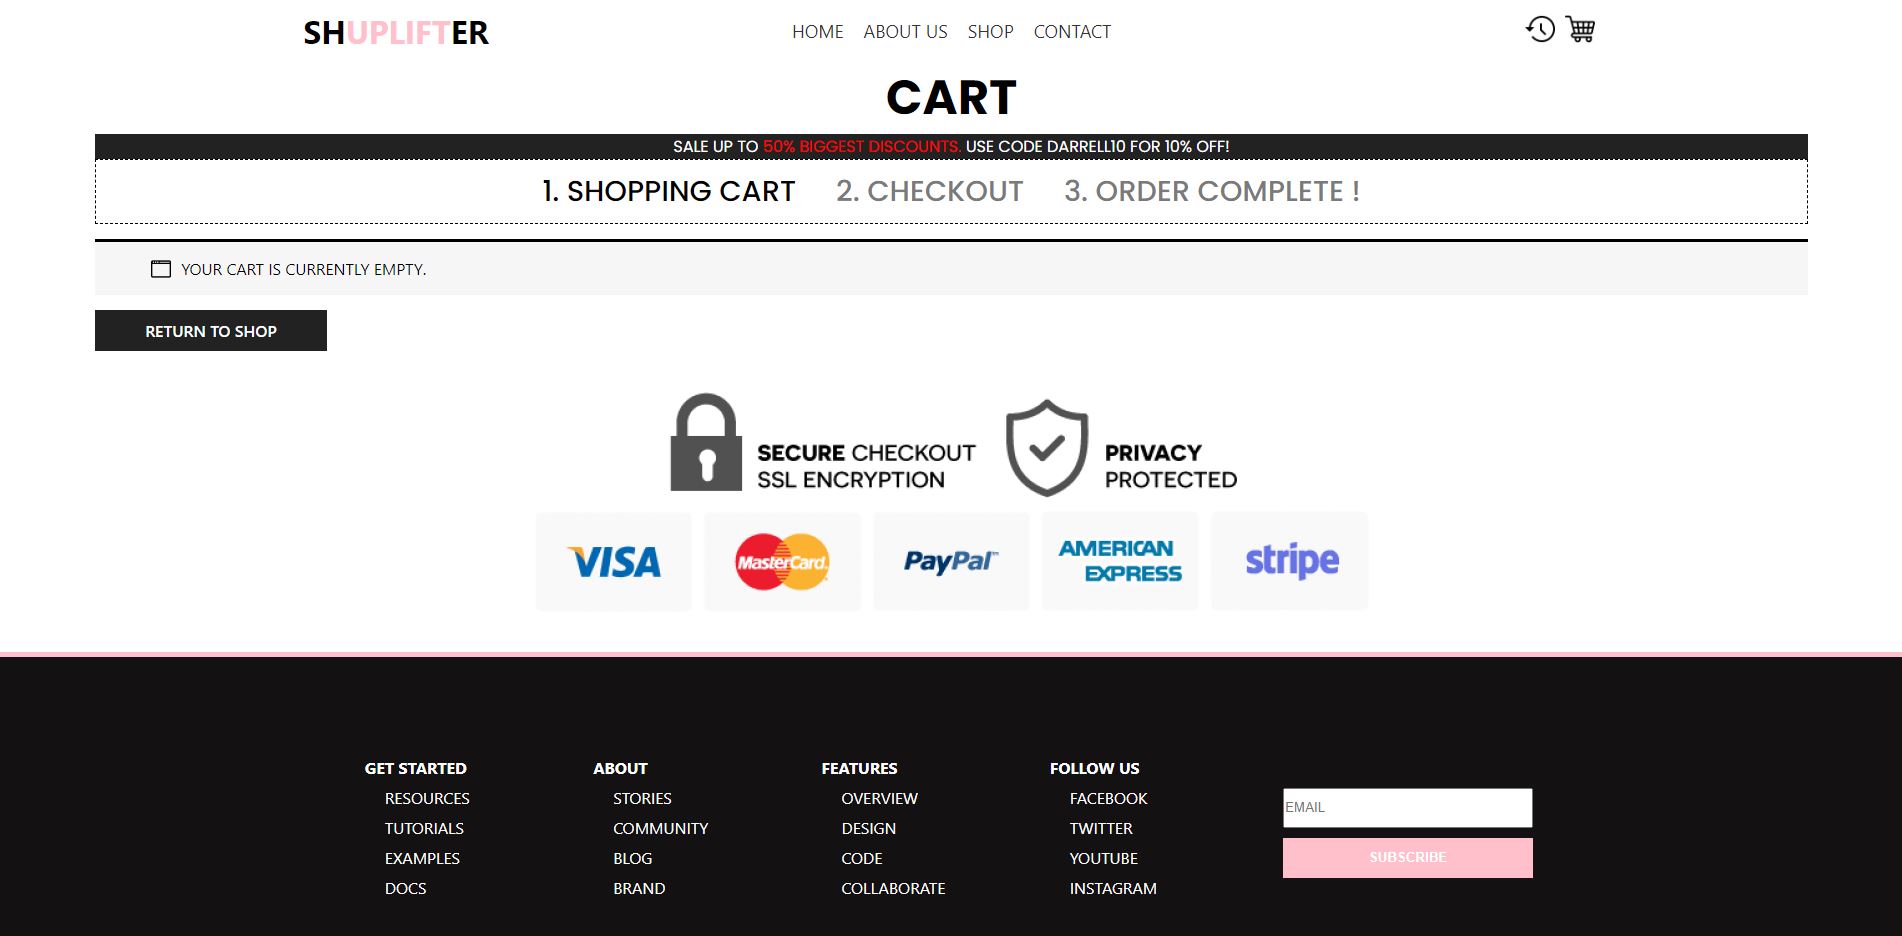 SHUPLIFTER
HOME ABOUT US SHOP CONTACT
CART
SALE UP TO 50% BIGGEST DISCOUNTS. USE CODE DARRELL10 FOR 10% OFF!
1. SHOPPING CART 2. CHECKOUT 3. ORDER COMPLETE !
YOUR CART IS CURRENTLY EMPTY.
RETURN TO SHOP
SECURE CHECKOUT
SSL ENCRYPTION
PRIVACY
PROTECTED
VISA
MasterCard
PayPal™
AMERICAN
EXPRESS
stripe
GET STARTED
RESOURCES
TUTORIALS
EXAMPLES
DOCS
ABOUT
STORIES
COMMUNITY
BLOG
BRAND
FEATURES
OVERVIEW
DESIGN
CODE
COLLABORATE
FOLLOW US
FACEBOOK
TWITTER
YOUTUBE
INSTAGRAM
EMAIL
SUBSCRIBE